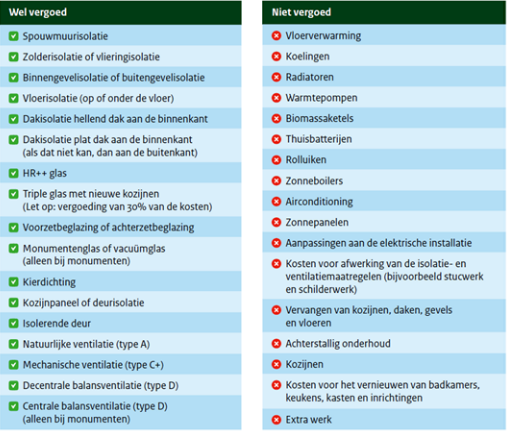 Wel vergoed
Spouwmuurisolatie
Zolderisolatie of vlieringisolatie
Binnengevelisolatie of buitengevelisolatie
Vloerisolatie (op of onder de vloer)
Dakisolatie hellend dak aan de binnenkant
Dakisolatie plat dak aan de binnenkant
(als dat niet kan, dan aan de buitenkant)
HR++ glas
Triple glas met nieuwe kozijnen
(Let op: vergoeding van 30% van de kosten)
Voorzetbeglazing of achterzetbeglazing
Monumentenglas of vacuümglas
(alleen bij monumenten)
Kierdichting
Kozijnpaneel of deurisolatie
Isolerende deur
Natuurlijke ventilatie (type A)
Mechanische ventilatie (type C+)
Decentrale balansventilatie (type D)
Centrale balansventilatie (type D)
(alleen bij monumenten)
Niet vergoed
Vloerverwarming
Koelingen
Radiatoren
Warmtepompen
Biomassaketels
Thuisbatterijen
Rolluiken
Zonneboilers
Airconditioning
Zonnepanelen
Aanpassingen aan de elektrische installatie
Kosten voor afwerking van de isolatie- en
ventilatiemaatregelen (bijvoorbeeld stucwerk
en schilderwerk)
Vervangen van kozijnen, daken, gevels
en vloeren
Achterstallig onderhoud
Kozijnen
Kosten voor het vernieuwen van badkamers,
keukens, kasten en inrichtingen
Extra werk